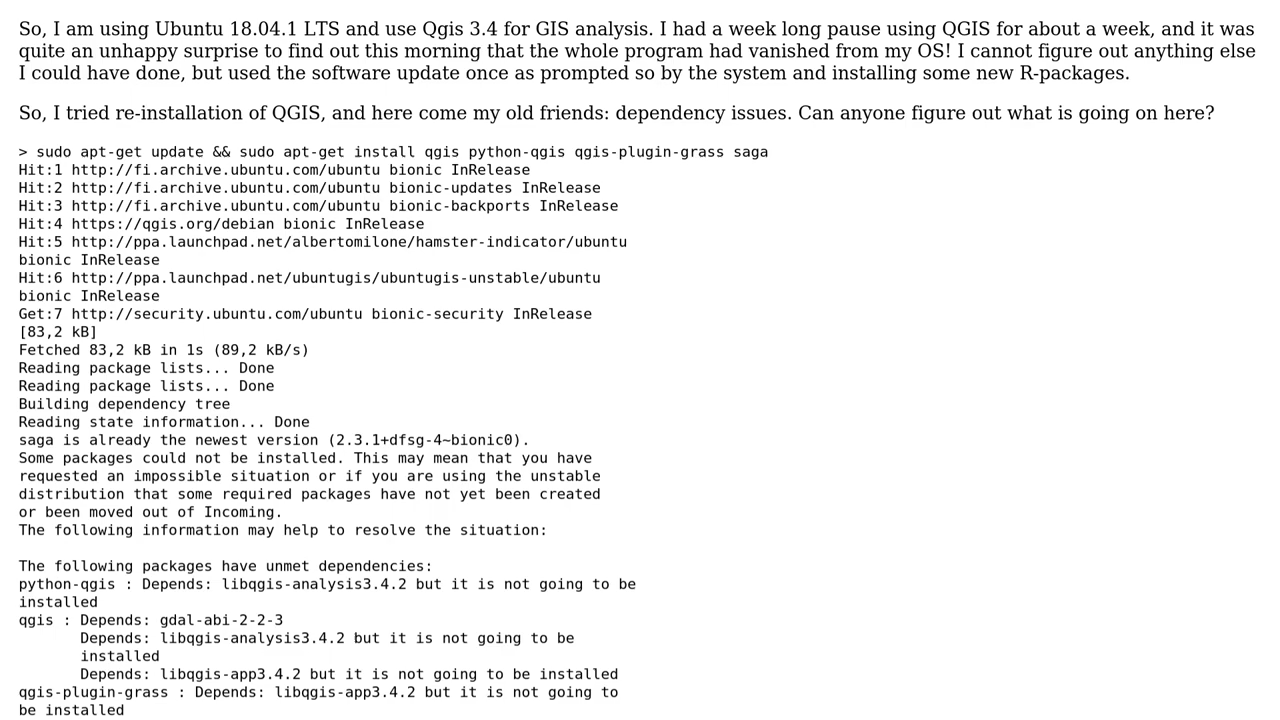 So, I am using Ubuntu 18.04.1 LTS and use Qgis 3.4 for GIS analysis. I had a week long pause using QGIS for about a week, and it was
quite an unhappy surprise to find out this morning that the whole program had vanished from my OS! I cannot figure out anything else
I could have done, but used the software update once as prompted so by the system and installing some new R-packages.
So, I tried re-installation of QGIS, and here come my old friends: dependency issues. Can anyone figure out what is going on here?
> sudo apt-get update && sudo apt-get install qgis python-qgis qgis-plugin-grass saga
Hit:1 http://fi.archive.ubuntu.com/ubuntu bionic InRelease
Hit:2 http://fi.archive.ubuntu.com/ubuntu bionic-updates InRelease
Hit:3 http://fi.archive.ubuntu.com/ubuntu bionic-backports InRelease
Hit:4 https://qgis.org/debian bionic InRelease
Hit:5 http://ppa.launchpad.net/albertomilone/hamster-indicator/ubuntu
bionic InRelease
Hit:6 http://ppa.launchpad.net/ubuntugis/ubuntugis-unstable/ubuntu
bionic InRelease
Get:7 http://security.ubuntu.com/ubuntu bionic-security InRelease
[83,2 kB]
Fetched 83,2 kB in 1s (89,2 kB/s)
Reading package lists... Done
Reading package lists... Done
Building dependency tree
Reading state information... Done
saga is already the newest version (2.3.1+dfsg-4~bionic0).
Some packages could not be installed. This may mean that you have
requested an impossible situation or if you are using the unstable
distribution that some required packages have not yet been created
or been moved out of Incoming.
The following information may help to resolve the situation:
The following packages have unmet dependencies:
python-qgis : Depends: libqgis-analysis3.4.2 but it is not going to be
installed
qgis : Depends: gdal-abi-2-2-3
Depends: libqgis-analysis3.4.2 but it is not going to be
installed
Depends: libqgis-app3.4.2 but it is not going to be installed
qgis-plugin-grass : Depends: libqgis-app3.4.2 but it is not going to
be installed